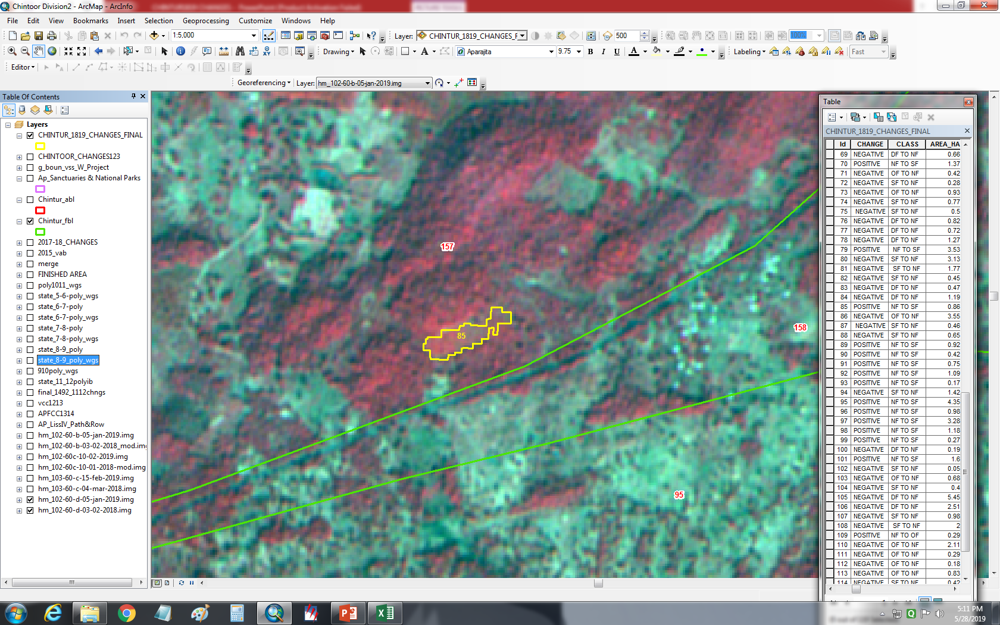 Chintoor Division2 - ArcMap - ArcInfo
File Edit View Bookmarks Insert Selection Geoprocessing Customize Windows Help
1:5,000
Layer: CHINTUR_1819_CHANGES_F
500
100%
Drawing
Aparajita
9.75
B I U A
Labeling
Fast
Editor
Georeferencing Layer: hm_102-60-b-05-jan-2019.img
Table Of Contents
Layers
CHINTUR_1819_CHANGES_FINAL
CHINTOOR_CHANGES123
g_boun_vss_W_Project
Ap_Sanctuaries & National Parks
Chintur_abl
Chintur_fbl
2017-18_CHANGES
2015_vab
merge
FINISHED AREA
poly1011_wgs
state_5-6-poly_wgs
state_6-7-poly
state_6-7-poly_wgs
state_7-8-poly
state_7-8-poly_wgs
state_8-9_poly
state_8-9_poly_wgs
910poly_wgs
state_11_12polyib
final_1492_1112chngs
vcc1213
APFCC1314
AP_LissIV_Path&Row
hm_102-60-b-05-jan-2019.img
hm_102-60-b-03-02-2018_mod.img
hm_102-60c-10-02-2019.img
hm_102-60c-10-01-2018-mod.img
hm_103-60-c-15-feb-2019.img
hm_103-60-c-04-mar-2018.img
hm_102-60-d-05-jan-2019.img
hm_102-60-d-03-02-2018.img
157
85
158
95
Table
CHINTUR_1819_CHANGES_FINAL
Id CHANGE CLASS AREA_HA
69 NEGATIVE DF TO NF 0.66
70 POSITIVE NF TO SF 1.37
71 NEGATIVE OF TO NF 0.42
72 NEGATIVE SF TO NF 0.28
73 NEGATIVE OF TO NF 0.93
74 NEGATIVE SF TO NF 0.77
75 NEGATIVE SF TO NF 0.5
76 NEGATIVE DF TO NF 0.82
77 NEGATIVE DF TO NF 0.72
78 NEGATIVE DF TO NF 1.27
79 POSITIVE NF TO SF 3.53
80 NEGATIVE SF TO NF 3.13
81 NEGATIVE SF TO NF 1.77
82 NEGATIVE SF TO NF 0.45
83 NEGATIVE DF TO NF 0.47
84 NEGATIVE DF TO NF 1.19
85 POSITIVE NF TO SF 0.86
86 NEGATIVE OF TO NF 3.55
87 NEGATIVE SF TO NF 0.46
88 NEGATIVE SF TO NF 0.65
89 POSITIVE NF TO SF 0.92
90 POSITIVE NF TO SF 0.42
91 POSITIVE NF TO SF 0.75
92 POSITIVE NF TO SF 1.09
93 POSITIVE NF TO SF 0.17
94 NEGATIVE SF TO NF 1.42
95 POSITIVE NF TO SF 4.35
96 POSITIVE NF TO SF 0.98
97 POSITIVE NF TO SF 3.28
98 POSITIVE NF TO SF 1.18
99 POSITIVE NF TO SF 0.27
100 NEGATIVE DF TO NF 0.19
101 POSITIVE NF TO SF 1.6
102 NEGATIVE SF TO NF 0.05
103 NEGATIVE OF TO NF 0.68
104 NEGATIVE SF TO NF 0.4
105 NEGATIVE DF TO NF 5.45
106 NEGATIVE DF TO NF 2.51
107 NEGATIVE SF TO NF 0.98
108 NEGATIVE SF TO NF 2
109 POSITIVE NF TO OF 0.29
110 NEGATIVE OF TO NF 2.11
111 NEGATIVE OF TO NF 0.29
112 NEGATIVE OF TO NF 0.18
113 NEGATIVE OF TO NF 0.83
114 NEGATIVE SF TO NF 0.42
5:11 PM
5/28/2019